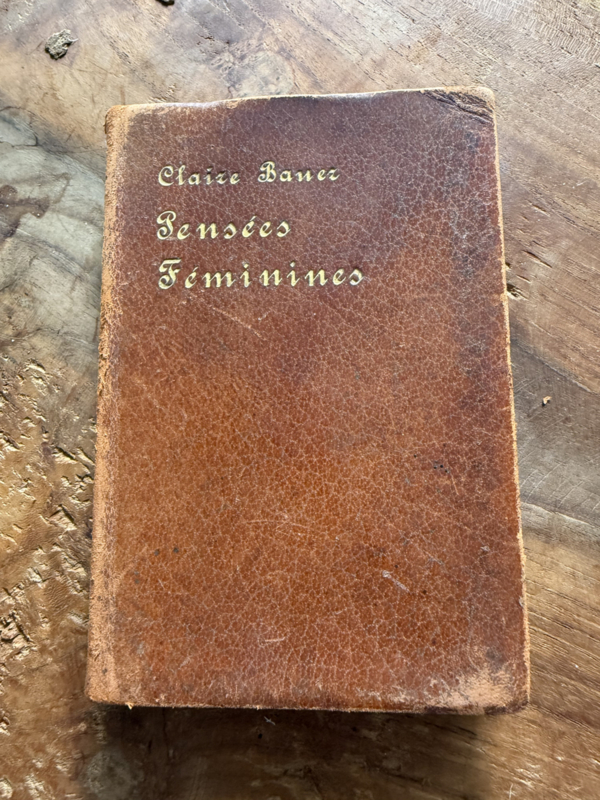 Claire Bauer
Pensées
Féminines